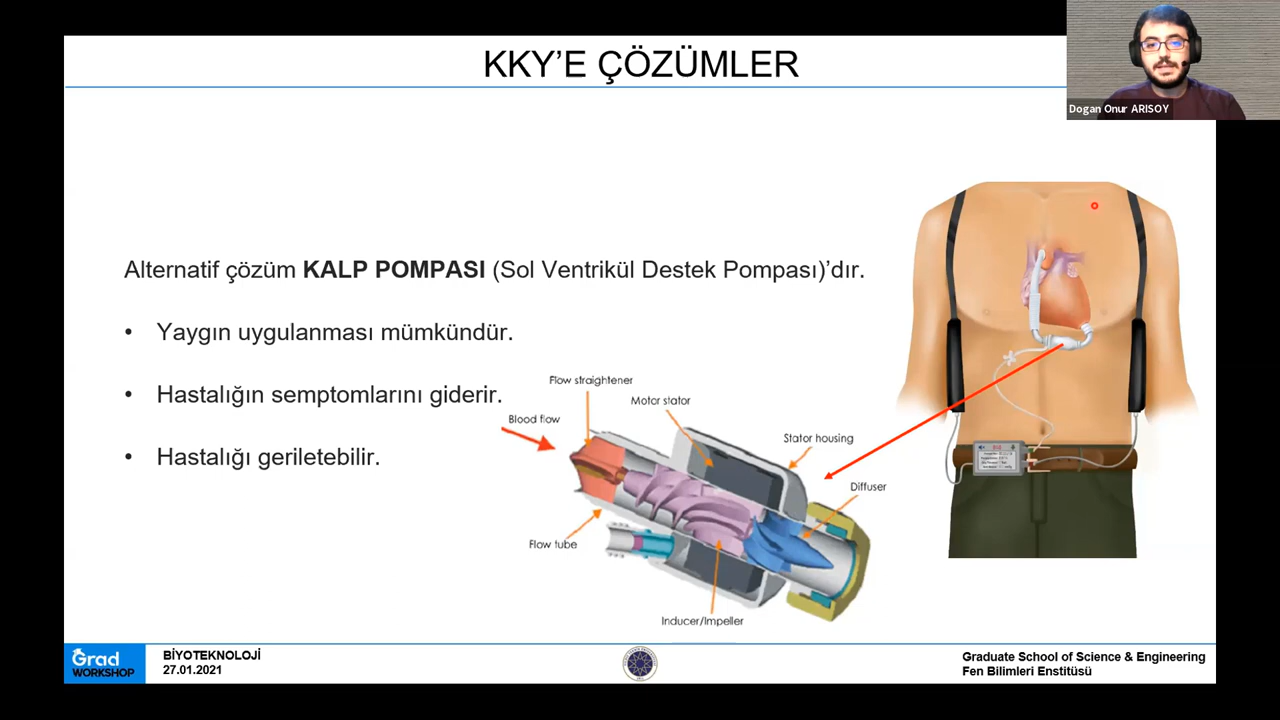 KKY’E ÇÖZÜMLER
Dogan Onur ARISOY
Alternatif çözüm KALP POMPASI (Sol Ventrikül Destek Pompası)’dır.
• Yaygın uygulanması mümkündür.
• Hastalığın semptomlarını giderir.
• Hastalığı geriletebilir.
Flow straightener
Motor stator
Blood flow
Stator housing
Diffuser
Flow tube
Inducer/Impeller
Grad
WORKSHOP
BİYOTEKNOLOJİ
27.01.2021
Graduate School of Science & Engineering
Fen Bilimleri Enstitüsü